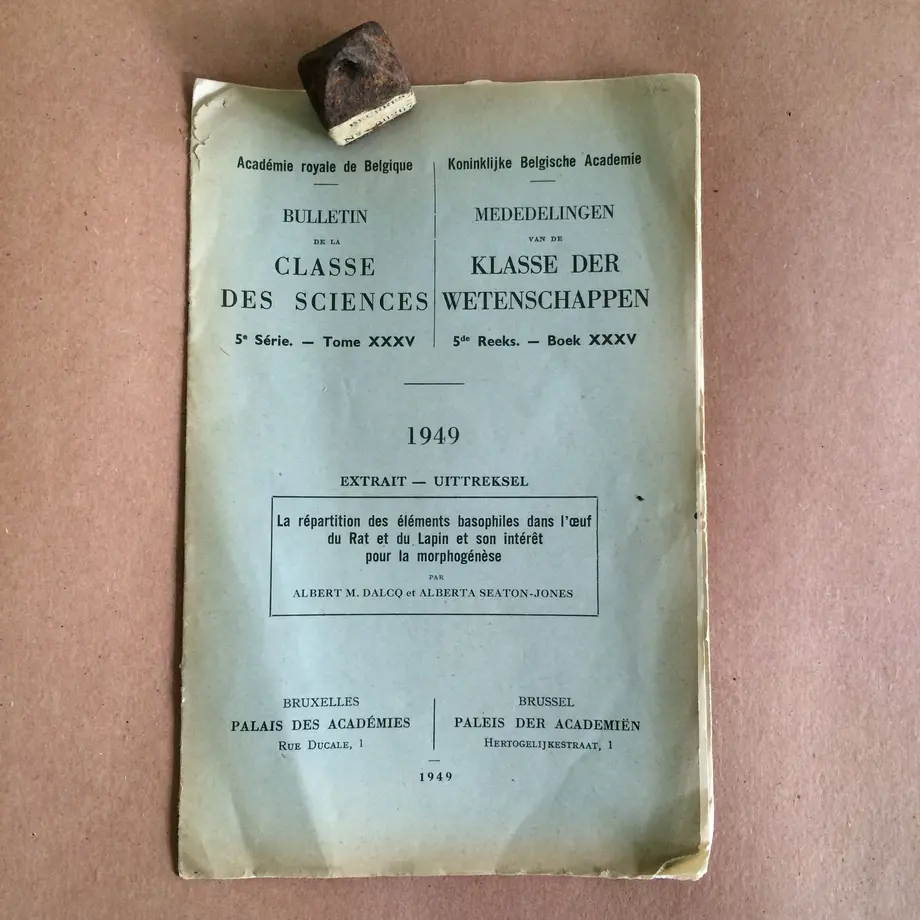 Académie royale de Belgique
BULLETIN
DE LA
CLASSE
DES SCIENCES
5e Série. — Tome XXXV
Koninklijke Belgische Academie
MEDEDELINGEN
VAN DE
KLASSE DER
WETENSCHAPPEN
5de Reeks. — Boek XXXV
1949
EXTRAIT — UITTREKSEL
La répartition des éléments basophiles dans l'œuf
du Rat et du Lapin et son intérêt
pour la morphogénèse
PAR
ALBERT M. DALCQ et ALBERTA SEATON-JONES
BRUXELLES
PALAIS DES ACADÉMIES
RUE DUCALE, 1
BRUSSEL
PALEIS DER ACADEMIËN
HERTOGELIJKESTRAAT, 1
1949